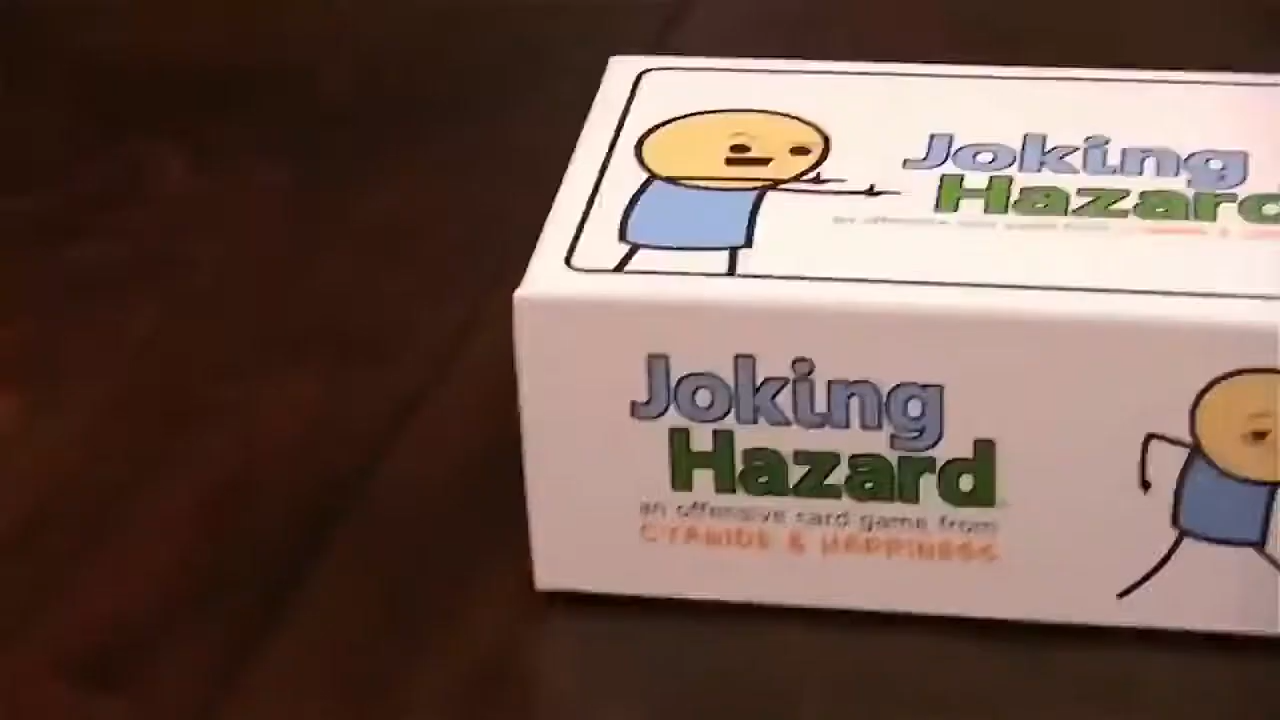 Joking
Hazard
Joking
Hazard
an offensive card game from
CYANIDE & HAPPINESS